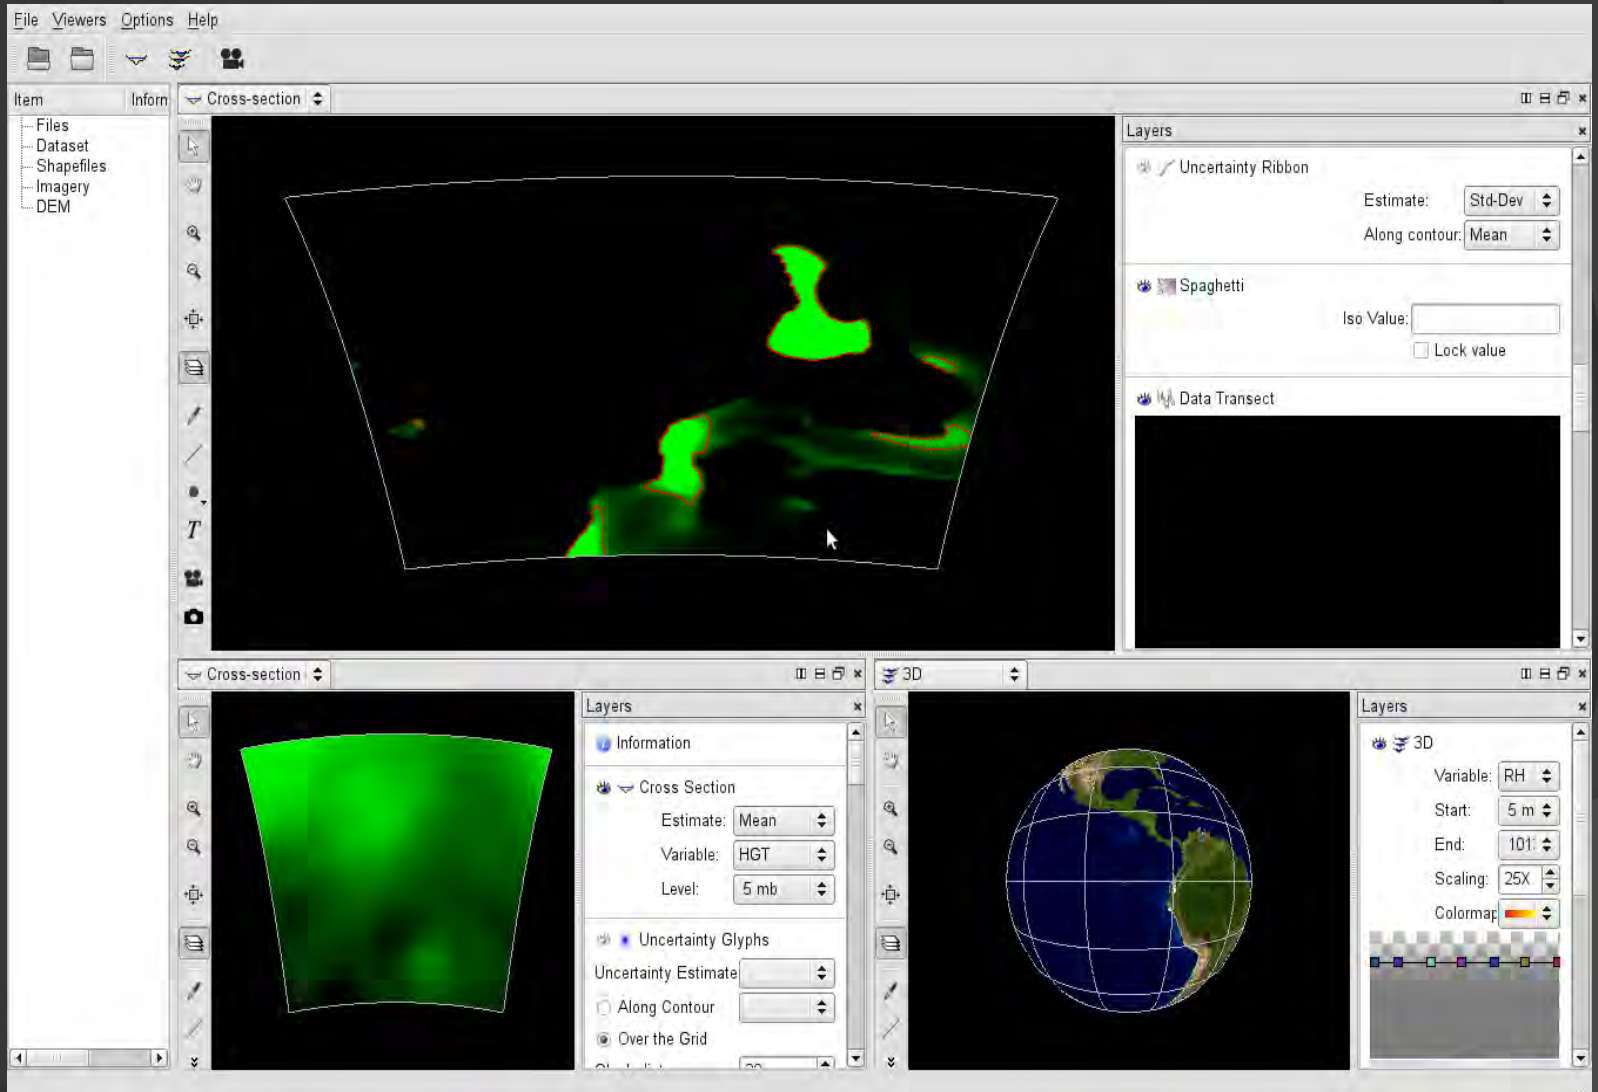 File Viewers Options Help
Item Inforn
Files
Dataset
Shapefiles
Imagery
DEM
Cross-section
T
Layers
Uncertainty Ribbon
Estimate: Std-Dev
Along contour: Mean
Spaghetti
Iso Value:
Lock value
Data Transect
Cross-section
Layers
Information
Cross Section
Estimate: Mean
Variable: HGT
Level: 5 mb
Uncertainty Glyphs
Uncertainty Estimate
Along Contour
Over the Grid
3D
Layers
3D
Variable: RH
Start: 5 m
End: 101
Scaling: 25X
Colormap